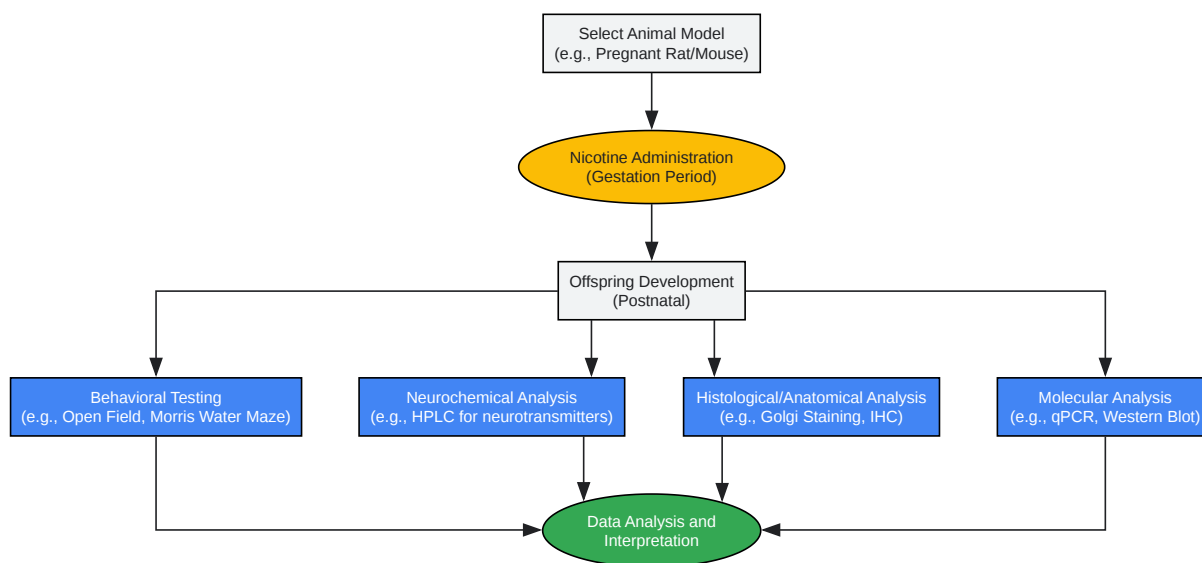 Select Animal Model
(e.g., Pregnant Rat/Mouse)
Nicotine Administration
(Gestation Period)
Offspring Development
(Postnatal)
Behavioral Testing
(e.g., Open Field, Morris Water Maze)
Neurochemical Analysis
(e.g., HPLC for neurotransmitters)
Histological/Anatomical Analysis
(e.g., Golgi Staining, IHC)
Molecular Analysis
(e.g., qPCR, Western Blot)
Data Analysis and
Interpretation